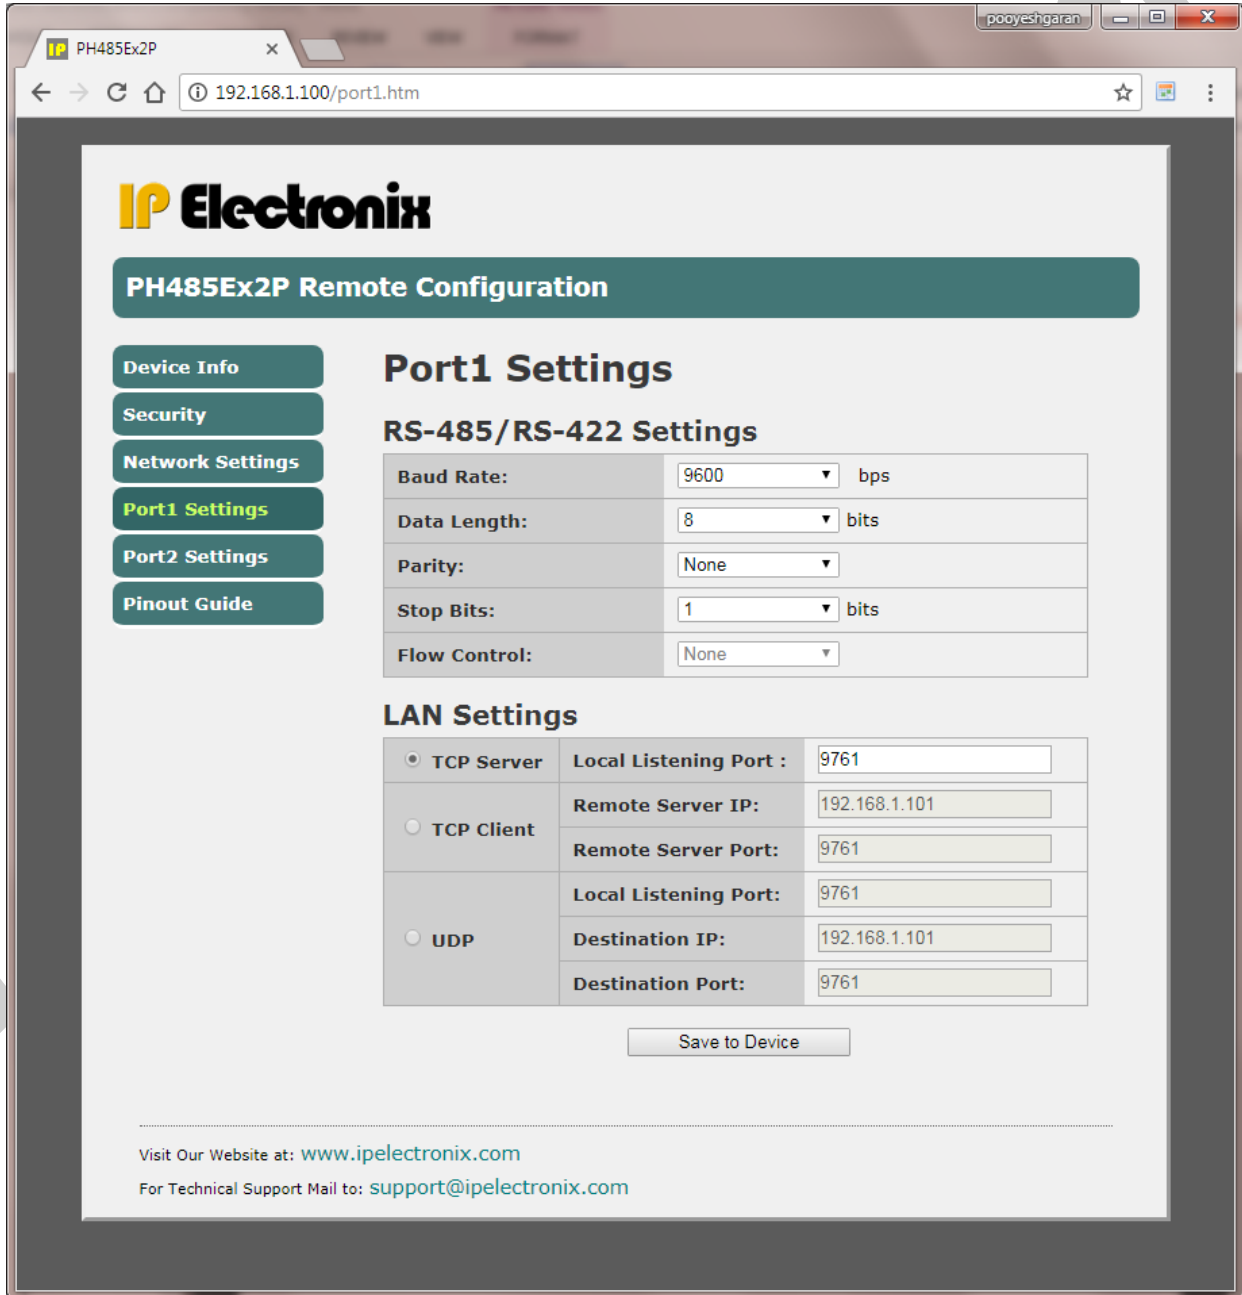 pooyeshgaran
PH485Ex2P
192.168.1.100/port1.htm
IP Electronix
PH485Ex2P Remote Configuration
Device Info
Security
Network Settings
Port1 Settings
Port2 Settings
Pinout Guide
Port1 Settings
RS-485/RS-422 Settings
Baud Rate: 9600 bps
Data Length: 8 bits
Parity: None
Stop Bits: 1 bits
Flow Control: None
LAN Settings
TCP Server Local Listening Port : 9761
TCP Client Remote Server IP: 192.168.1.101
Remote Server Port: 9761
UDP Local Listening Port: 9761
Destination IP: 192.168.1.101
Destination Port: 9761
Save to Device
Visit Our Website at: www.ipelectronix.com
For Technical Support Mail to: support@ipelectronix.com